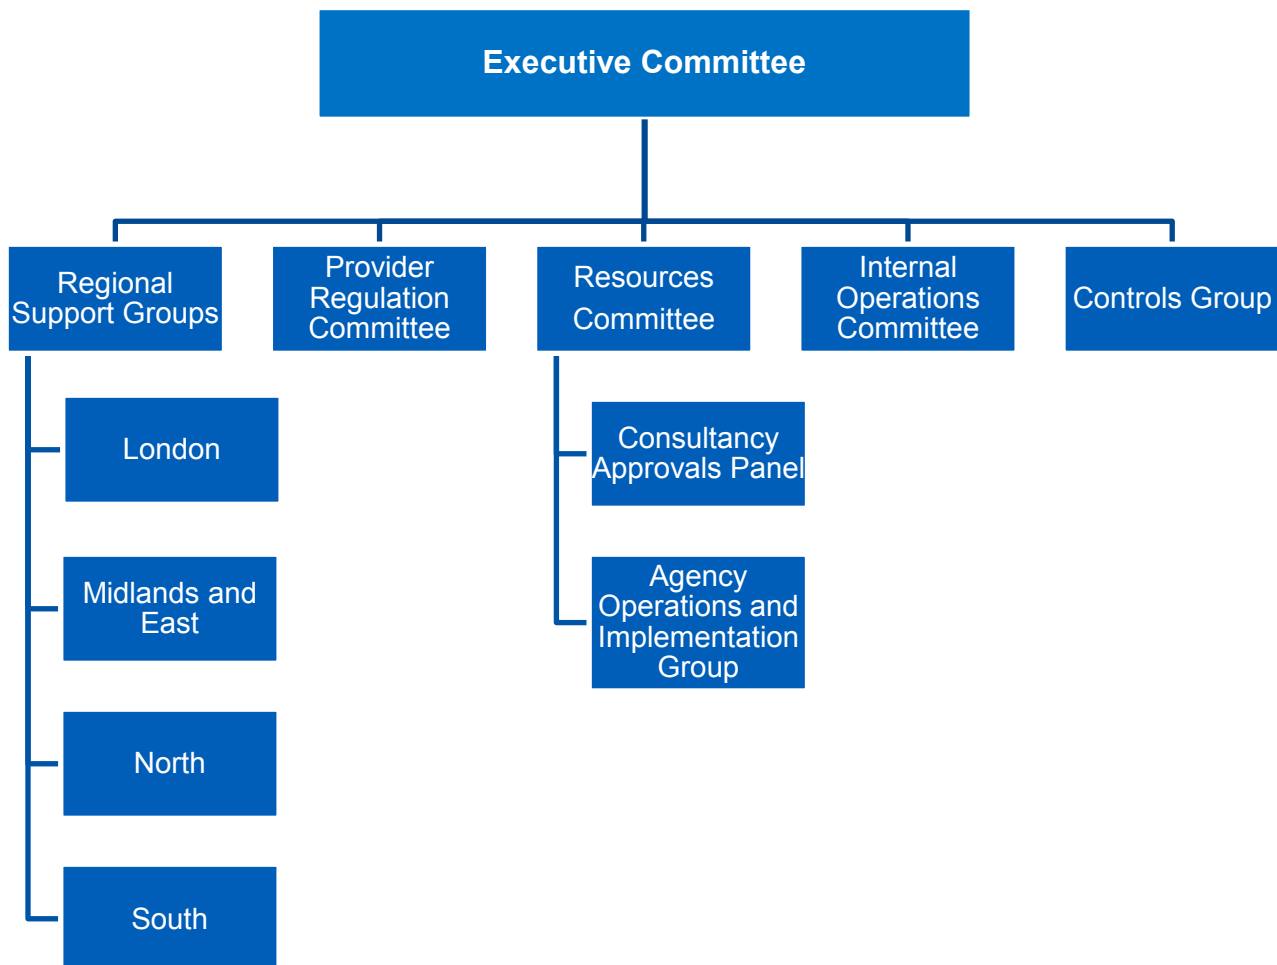 Executive Committee
Regional
Support Groups
Provider
Regulation
Committee
Resources
Committee
Internal
Operations
Committee
Controls Group
London
Midlands and
East
North
South
Consultancy
Approvals Panel
Agency
Operations and
Implementation
Group